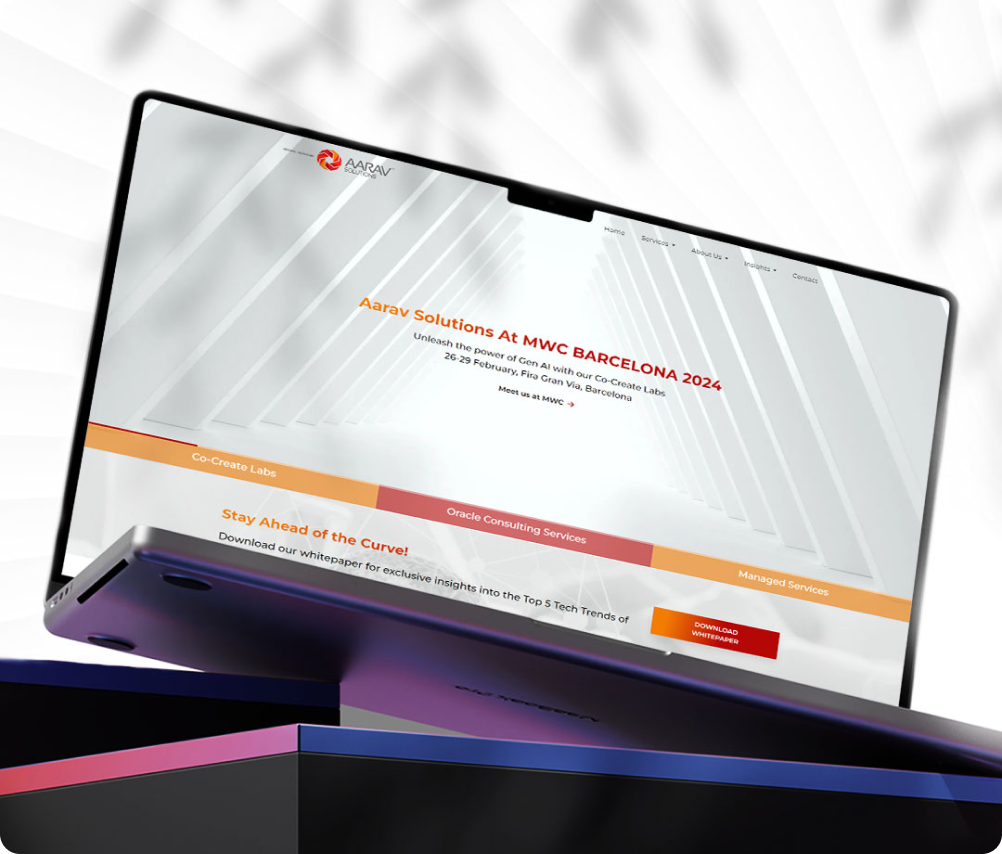 AARAV
SOLUTIONS
Home
Services
About Us
Insights
Contact
Aarav Solutions At MWC BARCELONA 2024
Unleash the power of Gen AI with our Co-Create Labs
26-29 February, Fira Gran Via, Barcelona
Meet us at MWC →
Co-Create Labs
Oracle Consulting Services
Managed Services
Stay Ahead of the Curve!
Download our whitepaper for exclusive insights into the Top 5 Tech Trends of
DOWNLOAD
WHITEPAPER